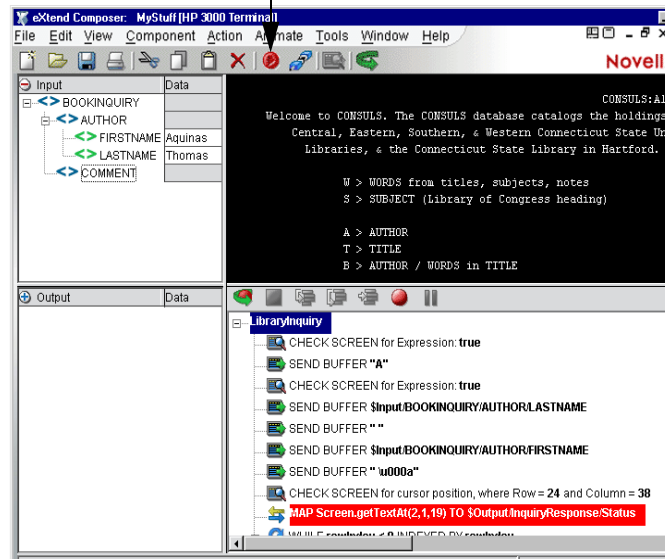 eXtend Composer: MyStuff [HP 3000 Terminal]
File Edit View Component Action Animate Tools Window Help
Novell
Input Data
BOOKINQUIRY
AUTHOR
FIRSTNAME Aquinas
LASTNAME Thomas
COMMENT
CONSULS:Al
Welcome to CONSULS. The CONSULS database catalogs the holdings
Central, Eastern, Southern, & Western Connecticut State Un
Libraries, & the Connecticut State Library in Hartford.
W > WORDS from titles, subjects, notes
S > SUBJECT (Library of Congress heading)
A > AUTHOR
T > TITLE
B > AUTHOR / WORDS in TITLE
Output Data
LibraryInquiry
CHECK SCREEN for Expression: true
SEND BUFFER "A"
CHECK SCREEN for Expression: true
SEND BUFFER $Input/BOOKINQUIRY/AUTHOR/LASTNAME
SEND BUFFER " "
SEND BUFFER $Input/BOOKINQUIRY/AUTHOR/FIRSTNAME
SEND BUFFER " \u000a"
CHECK SCREEN for cursor position, where Row = 24 and Column = 38
MAP Screen.getTextAt(2,1,19) TO $Output/InquiryResponse/Status
WHILE rowIndex < 9 INDEXED BY rowIndex